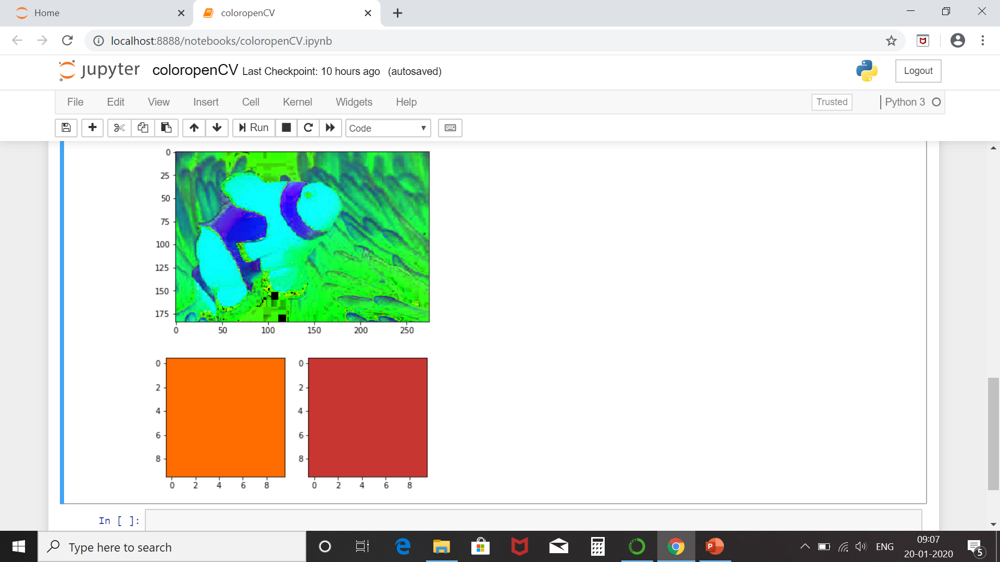 Home
coloropenCV
localhost:8888/notebooks/coloropenCV.ipynb
jupyter coloropenCV Last Checkpoint: 10 hours ago (autosaved)
Logout
File Edit View Insert Cell Kernel Widgets Help
Trusted
Python 3
Run
Code
0
25
50
75
100
125
150
175
0 50 100 150 200 250
0
2
4
6
8
0 2 4 6 8
0
2
4
6
8
0 2 4 6 8
In [ ]:
Type here to search
P
ENG
09:07
20-01-2020
5